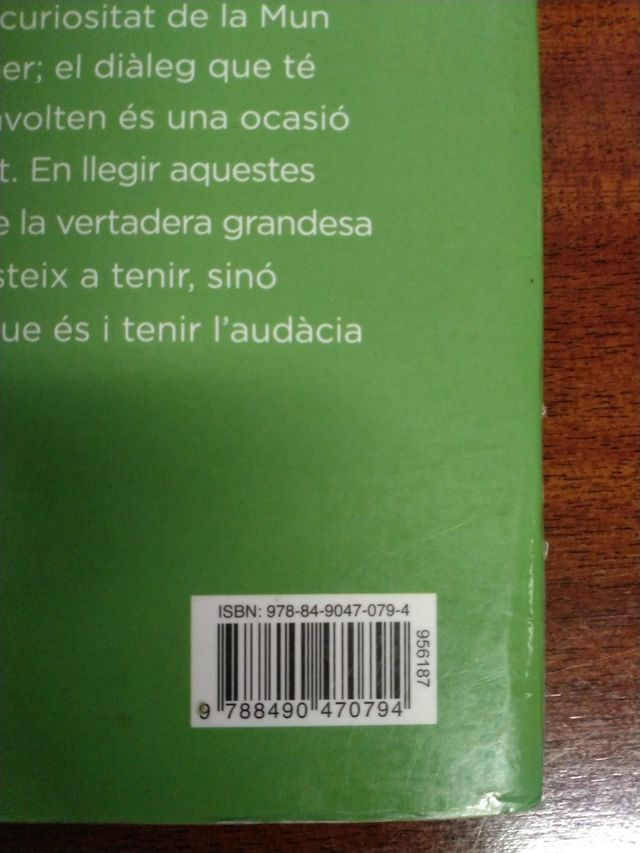 curiositat de la Mun
er; el diàleg que té
volten és una ocasió
t. En llegir aquestes
e la vertadera grandesa
steix a tenir, sinó
ue és i tenir l'audàcia
ISBN: 978-84-9047-079-4
956187
9 788490 470794